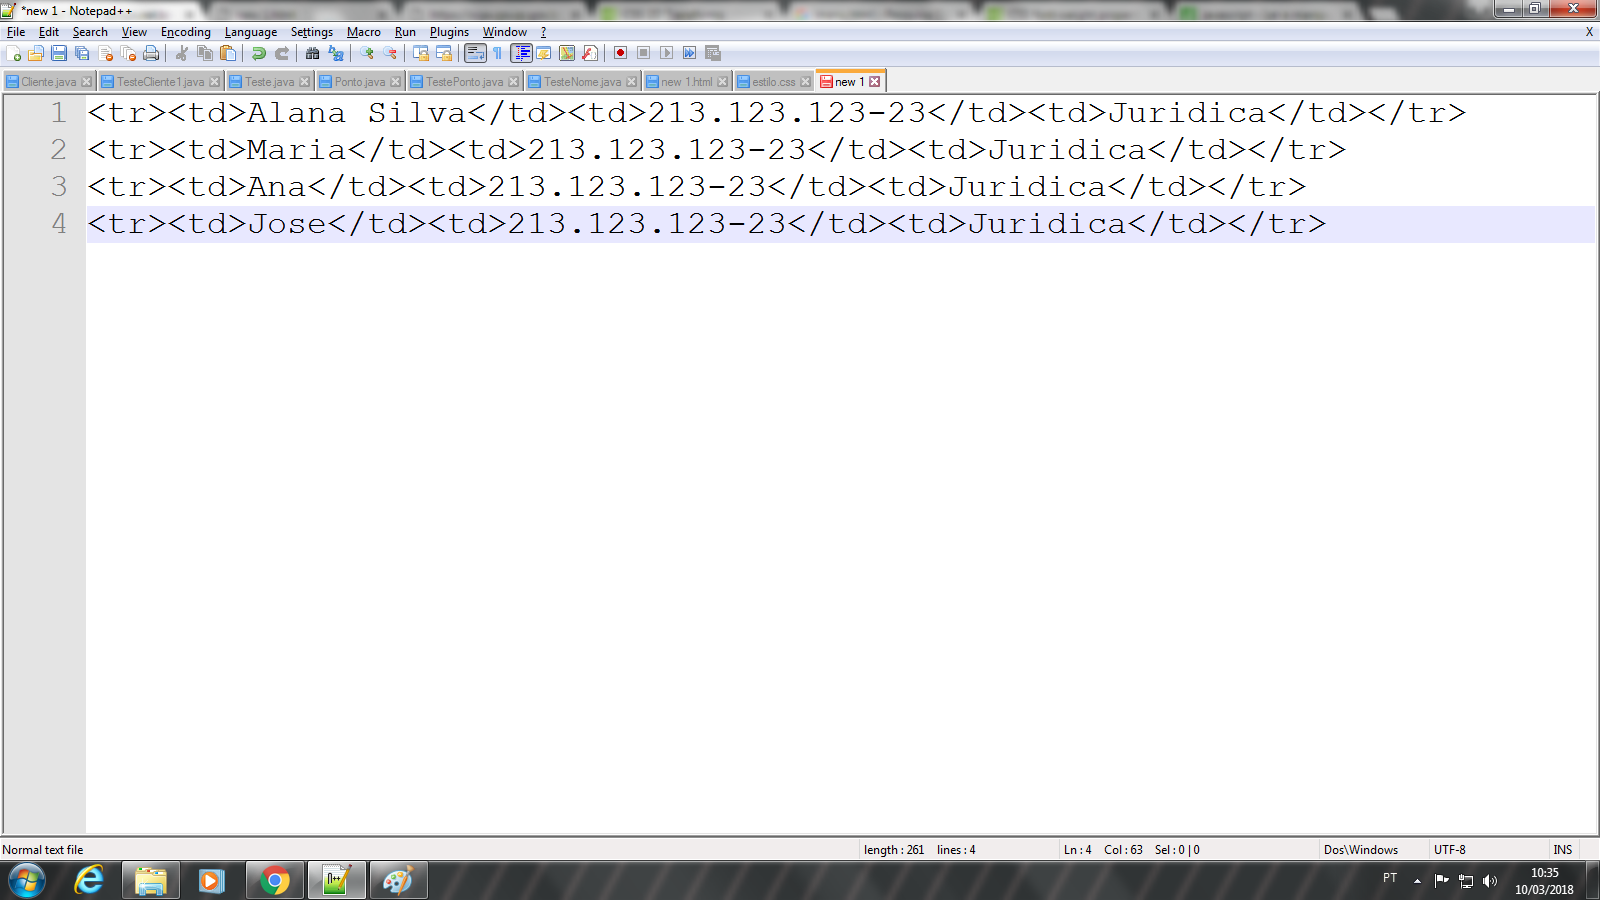 *new 1 - Notepad++
File Edit Search View Encoding Language Settings Macro Run Plugins Window ? X
Cliente.java TesteCliente1.java Teste.java Ponto.java TestePonto.java TesteNome.java new 1.html estilo.css new 1
1 <tr><td>Alana Silva</td><td>213.123.123-23</td><td>Juridica</td></tr>
2 <tr><td>Maria</td><td>213.123.123-23</td><td>Juridica</td></tr>
3 <tr><td>Ana</td><td>213.123.123-23</td><td>Juridica</td></tr>
4 <tr><td>Jose</td><td>213.123.123-23</td><td>Juridica</td></tr>
Normal text file length : 261 lines : 4 Ln : 4 Col : 63 Sel : 0 | 0 Dos\Windows UTF-8 INS
PT 10:35
10/03/2018